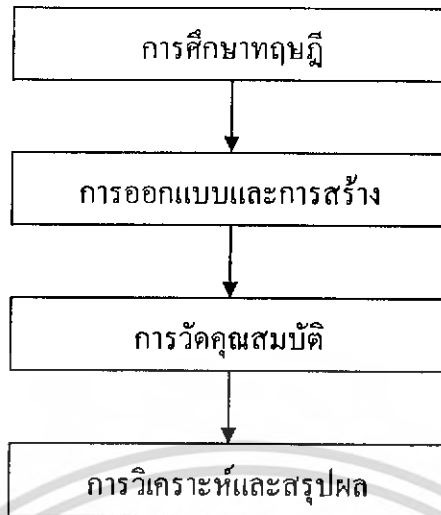 การศึกษาทฤษฎี
การออกแบบและการสร้าง
การวัดคุณสมบัติ
การวิเคราะห์และสรุปผล